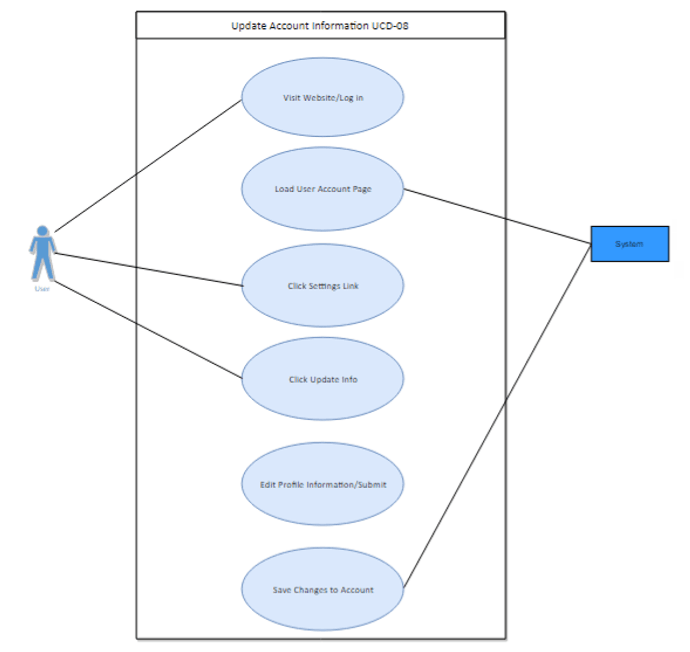 Update Account Information UCD-08
Visit Website/Log in
Load User Account Page
System
User
Click Settings Link
Click Update Info
Edit Profile Information/Submit
Save Changes to Account